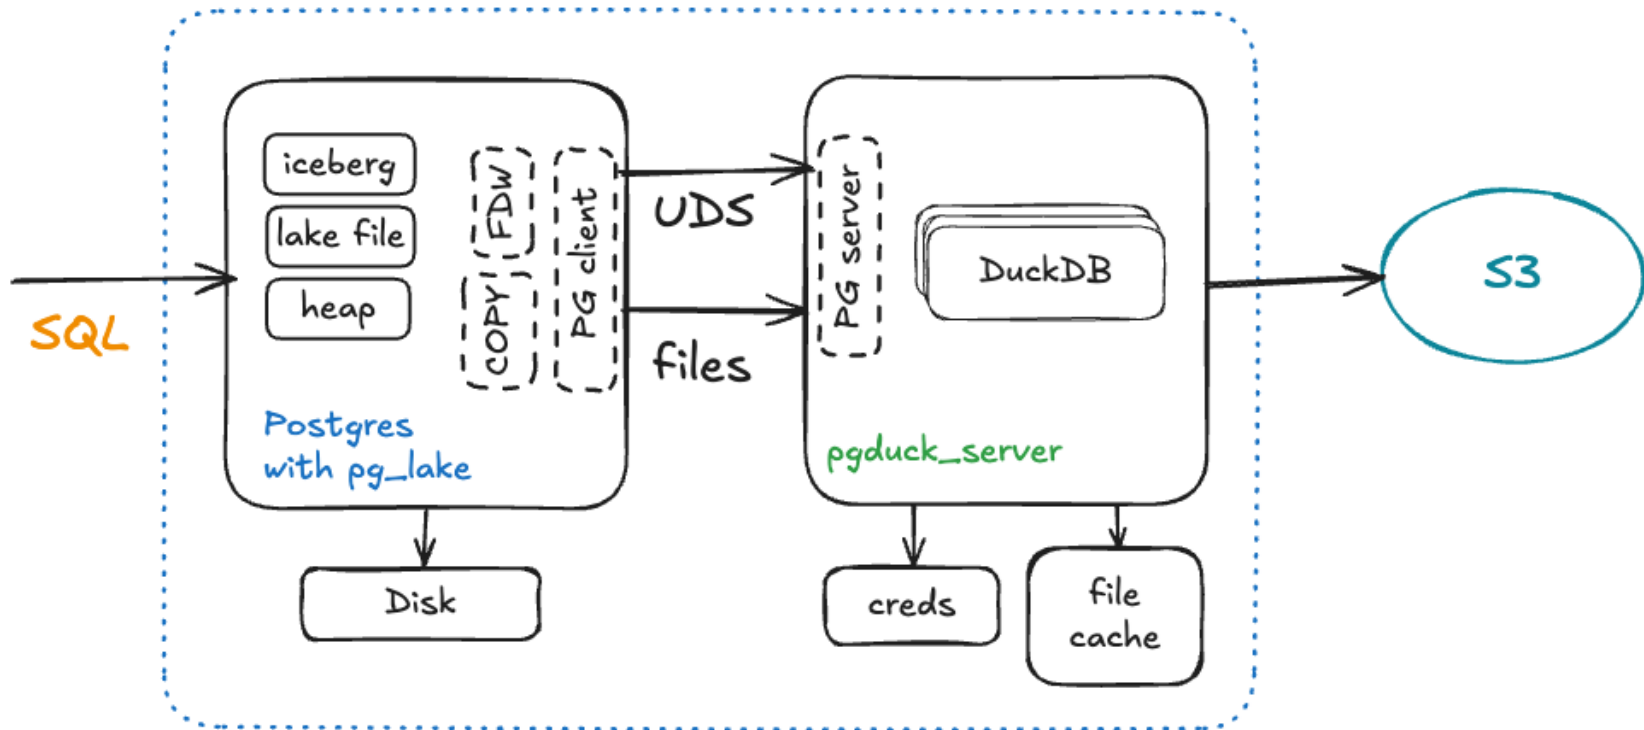 SQL
iceberg
lake file
heap
FDW
COPY
PG client
Postgres
with pg_lake
UDS
files
PG server
DuckDB
pgduck_server
S3
Disk
creds
file
cache